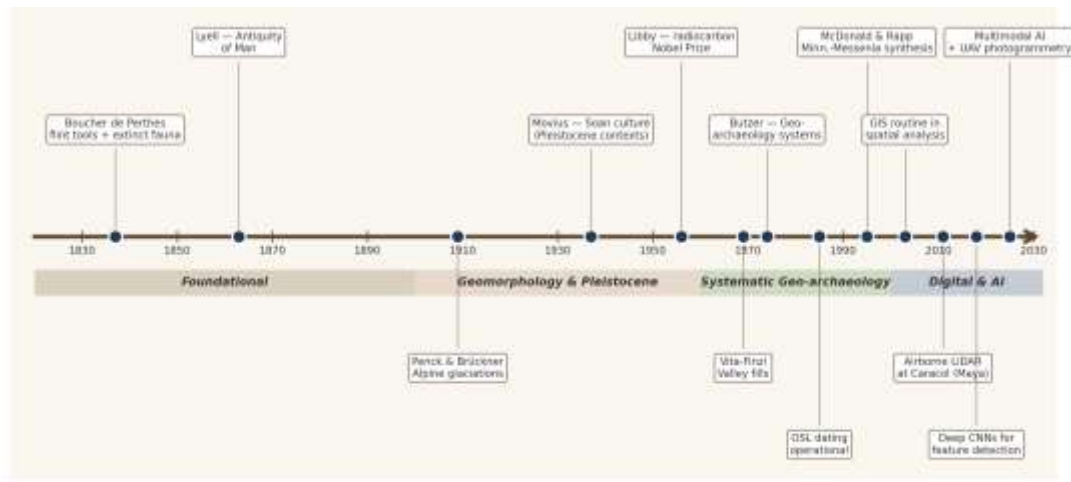 Lyell — Antiquity
of Man
Libby — radiocarbon
Nobel Prize
McDonald & Rapp
Minn.-Messenia synthesis
Multimodal AI
+ UAV photogrammetry
Boucher de Perthes
flint tools + extinct fauna
Movius — Soan culture
(Pleistocene contexts)
Butzer — Geo-
archaeology systems
GIS routine in
spatial analysis
1830 1850 1870 1890 1910 1930 1950 1970 1990 2010 2030
Foundational
Geomorphology & Pleistocene
Systematic Geo-archaeology
Digital & AI
Penck & Brückner
Alpine glaciations
Vita-Finzi
Valley fills
Airborne LiDAR
at Caracol (Maya)
OSL dating
operational
Deep CNNs for
feature detection